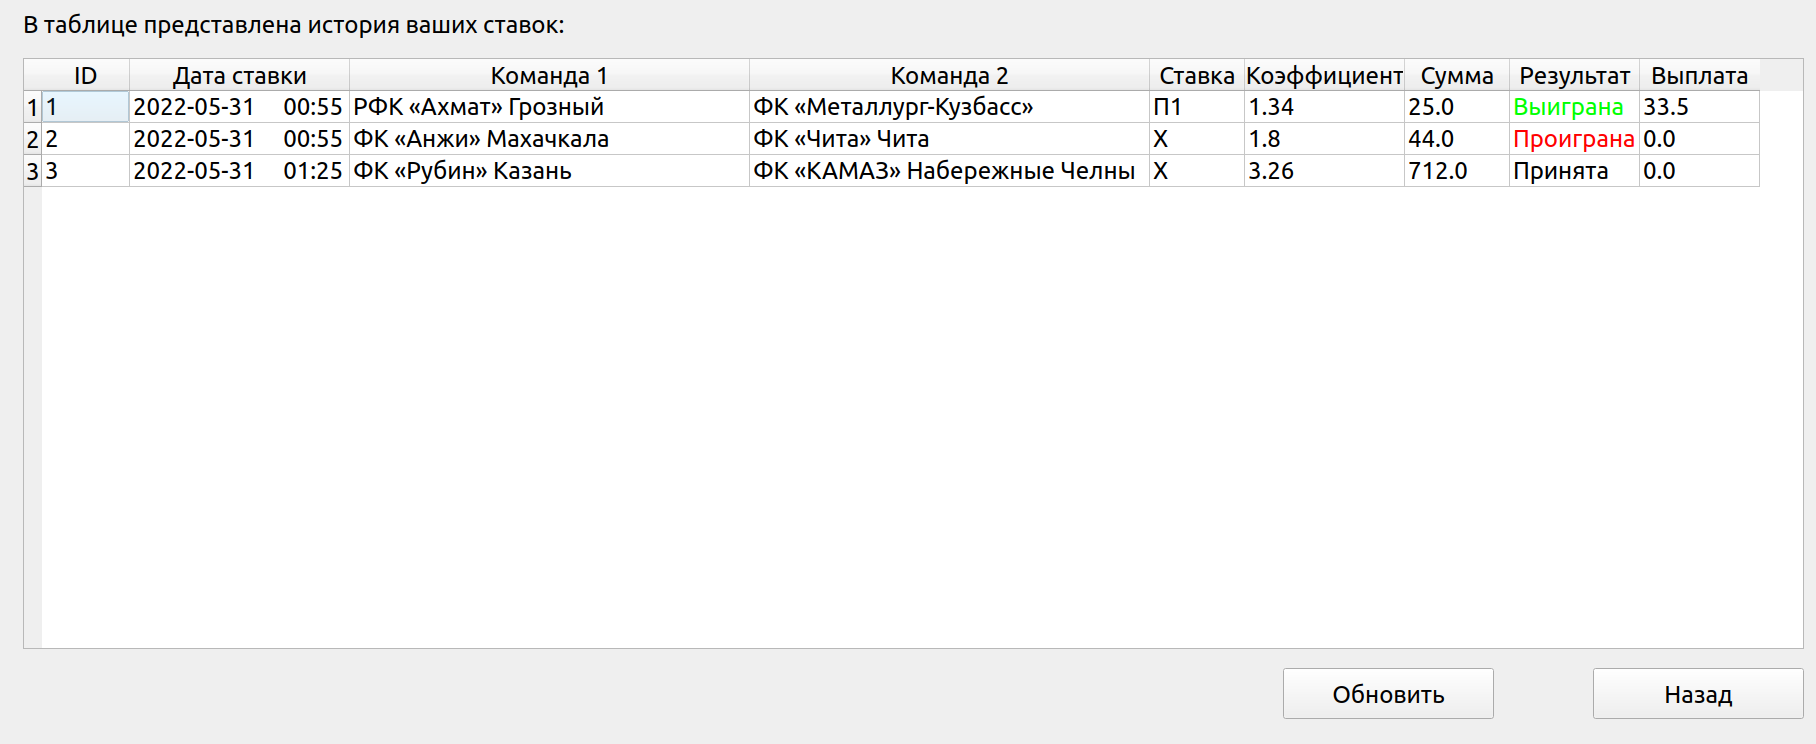 В таблице представлена история ваших ставок:
ID Дата ставки Команда 1 Команда 2 Ставка Коэффициент Сумма Результат Выплата
1 1 2022-05-31 00:55 РФК «Ахмат» Грозный ФК «Металлург-Кузбасс» П1 1.34 25.0 Выиграна 33.5
2 2 2022-05-31 00:55 ФК «Анжи» Махачкала ФК «Чита» Чита X 1.8 44.0 Проиграна 0.0
3 3 2022-05-31 01:25 ФК «Рубин» Казань ФК «КАМАЗ» Набережные Челны X 3.26 712.0 Принята 0.0
Обновить Назад